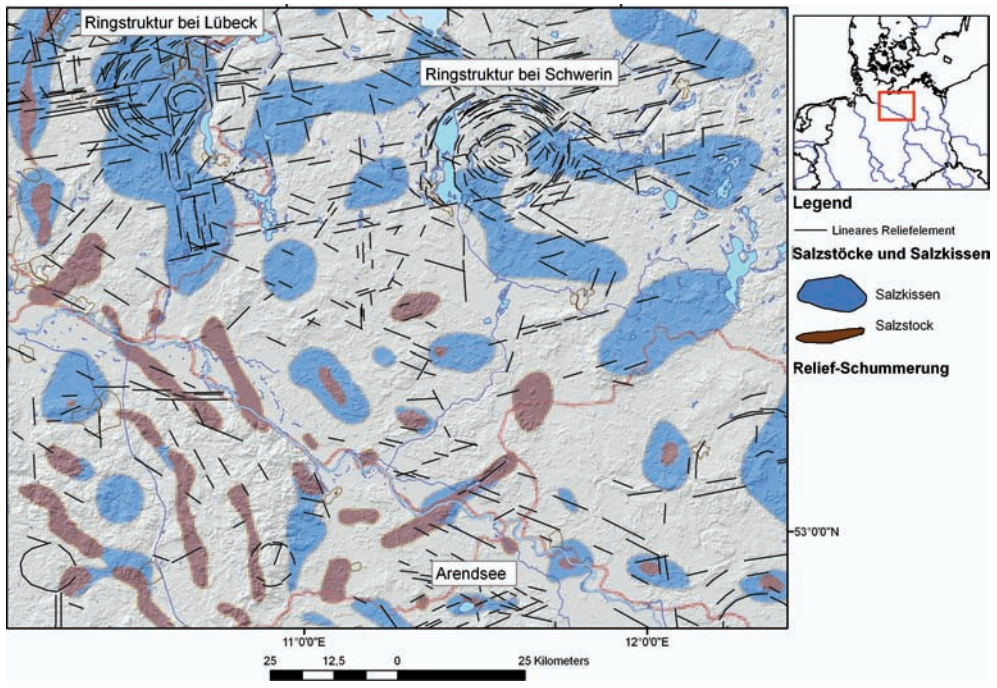 Ringstruktur bei Lübeck
Ringstruktur bei Schwerin
Arendsee
53°0'0"N
11°0'0"E
12°0'0"E
25 12,5 0 25 Kilometers
Legend
Lineares Reliefelement
Salzstöcke und Salzkissen
Salzkissen
Salzstock
Relief-Schummerung